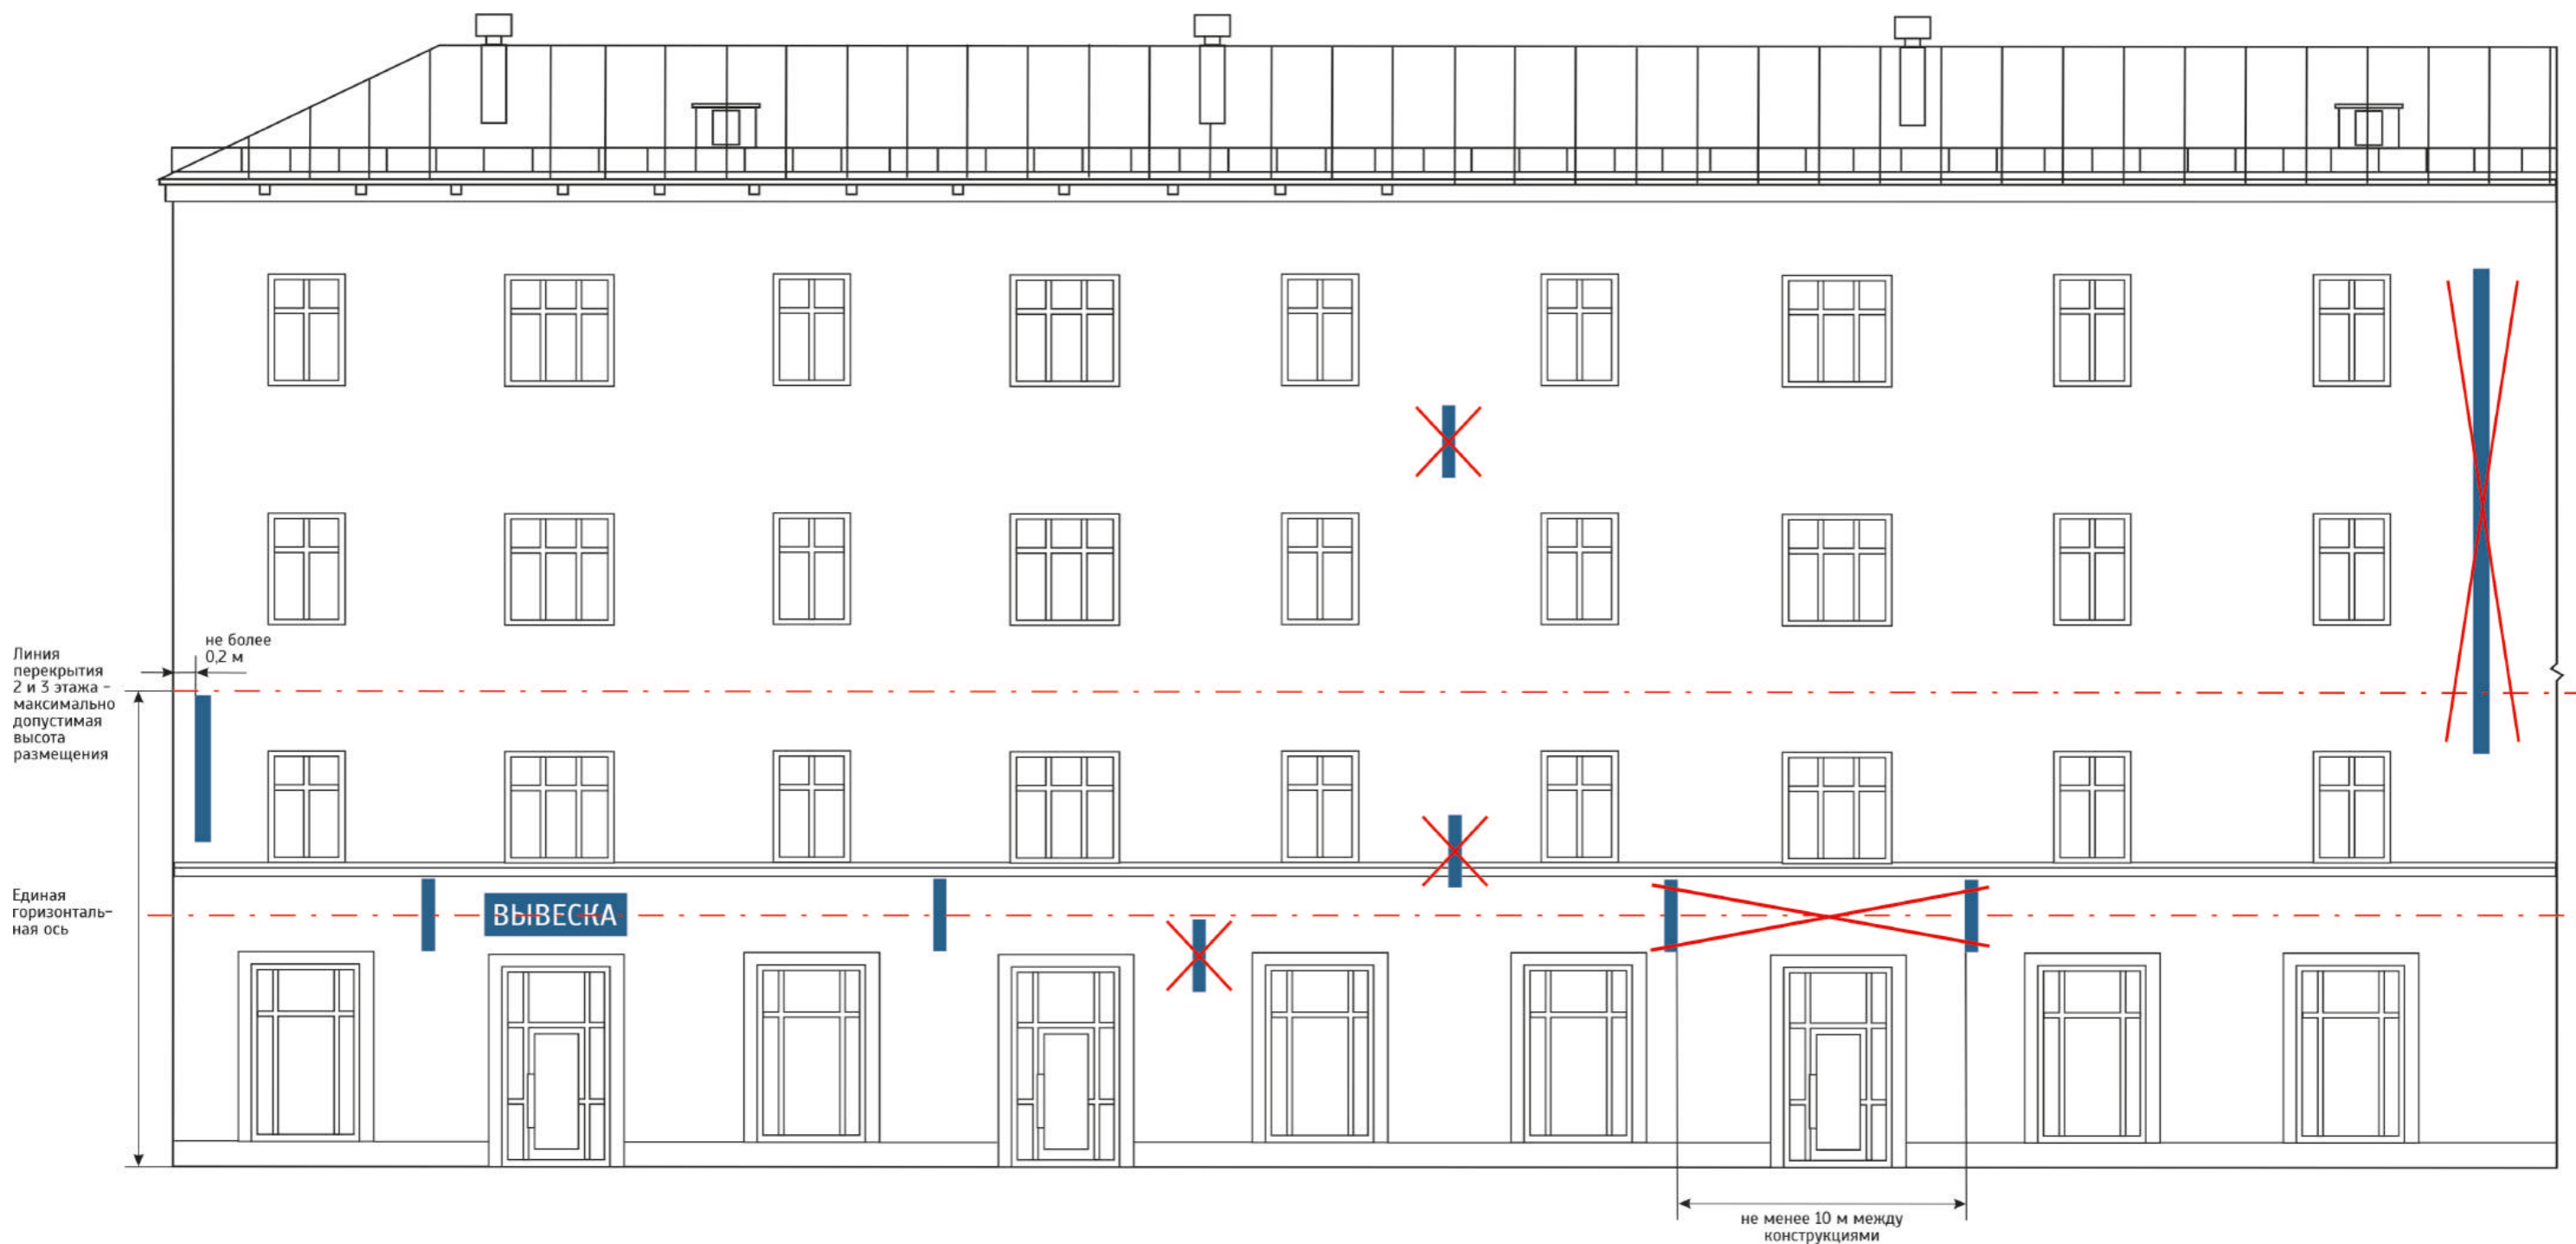 не более
0,2 м
Линия
перекрытия
2 и 3 этажа –
максимально
допустимая
высота
размещения
Единая
горизонталь-
ная ось
ВЫВЕСКА
не менее 10 м между
конструкциями